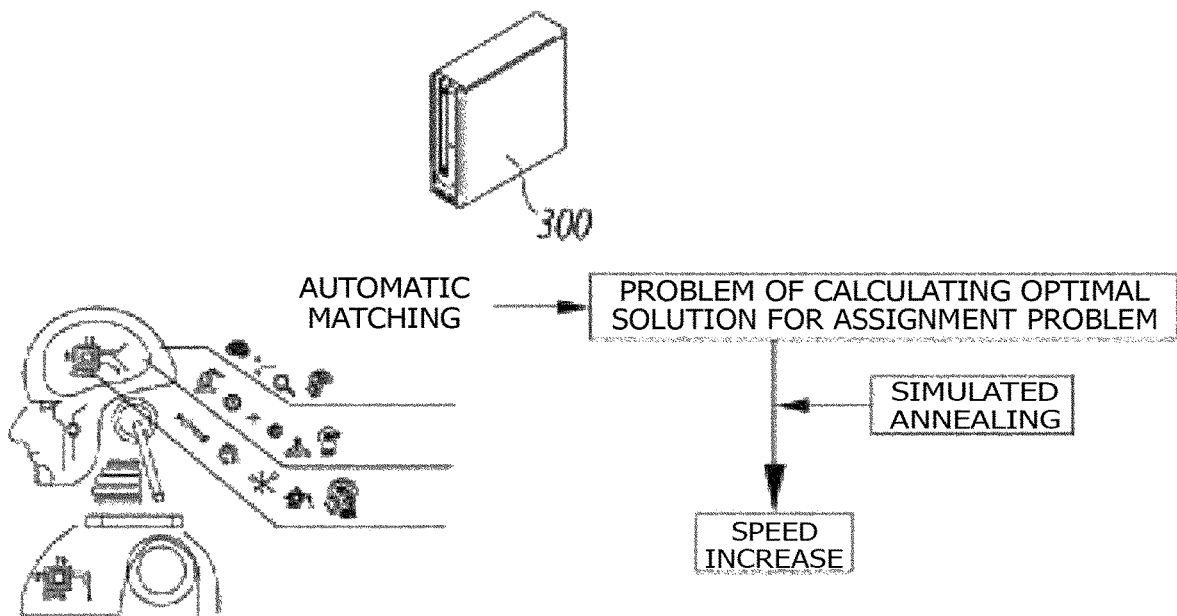 300
AUTOMATIC
MATCHING
PROBLEM OF CALCULATING OPTIMAL
SOLUTION FOR ASSIGNMENT PROBLEM
SIMULATED
ANNEALING
SPEED
INCREASE